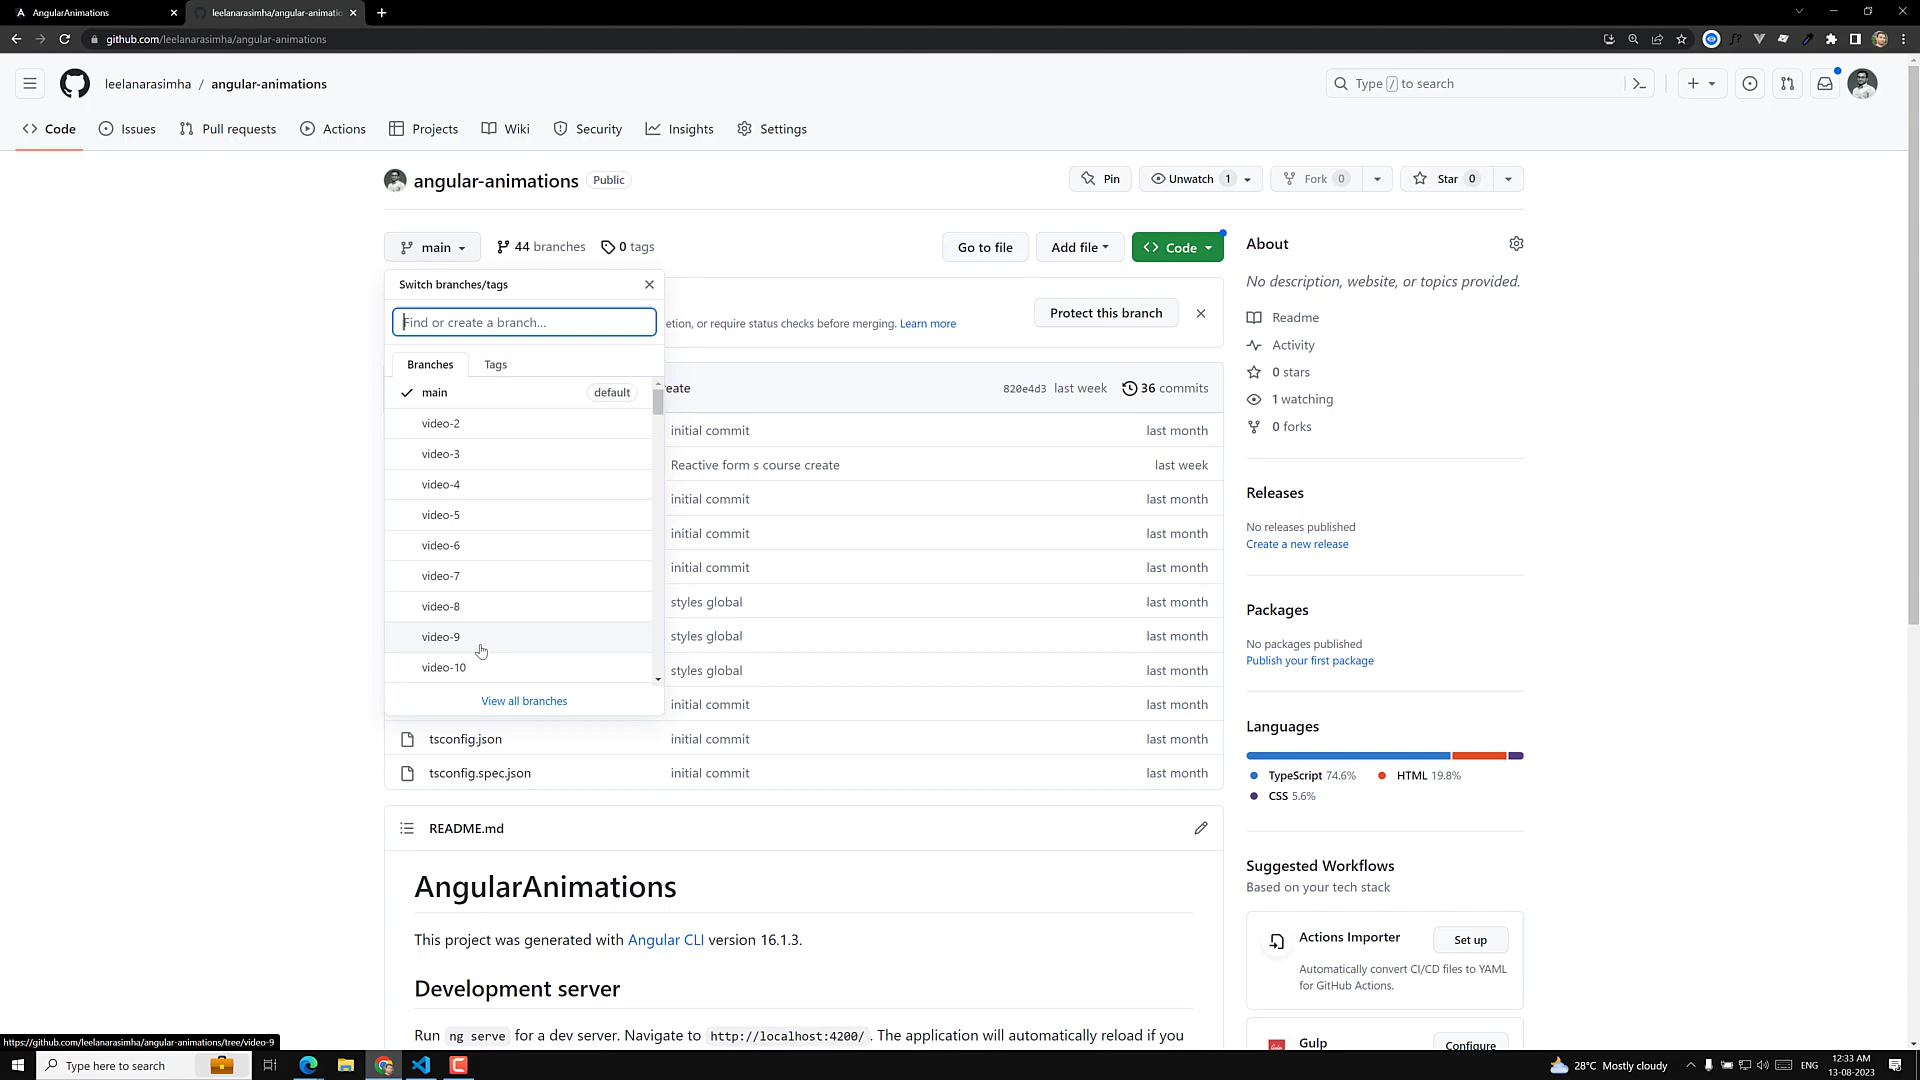 AngularAnimations
leelanarasimha/angular-animatio
github.com/leelanarasimha/angular-animations
leelanarasimha / angular-animations
Type / to search
Code
Issues
Pull requests
Actions
Projects
Wiki
Security
Insights
Settings
angular-animations Public
Pin
Unwatch 1
Fork 0
Star 0
main
44 branches
0 tags
Go to file
Add file
Code
Switch branches/tags
Find or create a branch...
Branches
Tags
main default
video-2
video-3
video-4
video-5
video-6
video-7
video-8
video-9
video-10
View all branches
etion, or require status checks before merging. Learn more
Protect this branch
eate
820e4d3 last week
36 commits
initial commit last month
Reactive form s course create last week
initial commit last month
initial commit last month
initial commit last month
styles global last month
styles global last month
styles global last month
initial commit last month
tsconfig.json initial commit last month
tsconfig.spec.json initial commit last month
README.md
AngularAnimations
This project was generated with Angular CLI version 16.1.3.
Development server
Run ng serve for a dev server. Navigate to http://localhost:4200/ . The application will automatically reload if you
About
No description, website, or topics provided.
Readme
Activity
0 stars
1 watching
0 forks
Releases
No releases published
Create a new release
Packages
No packages published
Publish your first package
Languages
TypeScript 74.6%
HTML 19.8%
CSS 5.6%
Suggested Workflows
Based on your tech stack
Actions Importer
Set up
Automatically convert CI/CD files to YAML
for GitHub Actions.
Gulp
Configure
https://github.com/leelanarasimha/angular-animations/tree/video-9
Type here to search
28°C Mostly cloudy
ENG
12:33 AM
13-08-2023